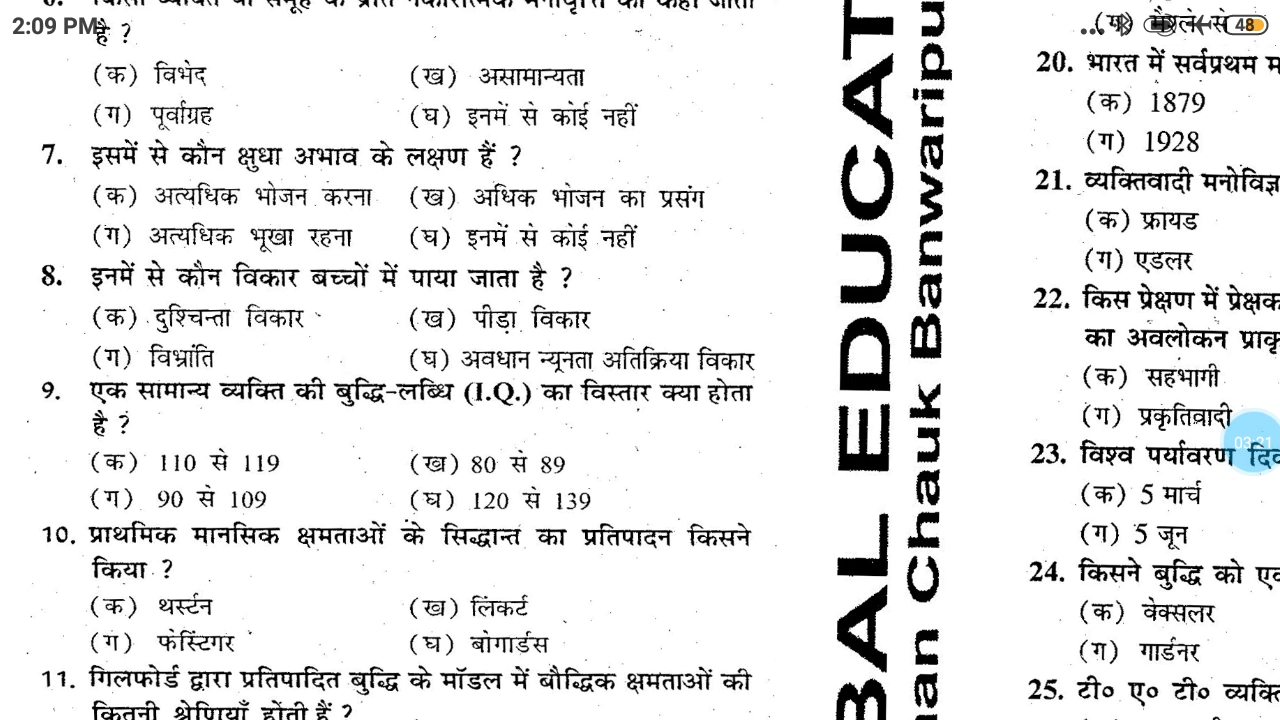 2:09 PM
है ?
(क) विभेद (ख) असामान्यता
(ग) पूर्वाग्रह (घ) इनमें से कोई नहीं
7. इसमें से कौन क्षुधा अभाव के लक्षण हैं ?
(क) अत्यधिक भोजन करना (ख) अधिक भोजन का प्रसंग
(ग) अत्यधिक भूखा रहना (घ) इनमें से कोई नहीं
8. इनमें से कौन विकार बच्चों में पाया जाता है ?
(क) दुश्चिन्ता विकार (ख) पीड़ा विकार
(ग) विभ्रांति (घ) अवधान न्यूनता अतिक्रिया विकार
9. एक सामान्य व्यक्ति की बुद्धि-लब्धि (I.Q.) का विस्तार क्या होता
है ?
(क) 110 से 119 (ख) 80 से 89
(ग) 90 से 109 (घ) 120 से 139
10. प्राथमिक मानसिक क्षमताओं के सिद्धान्त का प्रतिपादन किसने
किया ?
(क) थर्स्टन (ख) लिकर्ट
(ग) फेस्टिंगर (घ) बोगार्डस
11. गिलफोर्ड द्वारा प्रतिपादित बुद्धि के मॉडल में बौद्धिक क्षमताओं की
कितनी श्रेणियाँ होती हैं ?
BAL EDUCAT
an Chauk Banwaripu
48
20. भारत में सर्वप्रथम
(क) 1879
(ग) 1928
21. व्यक्तिवादी
(क) फ्रायड
(ग) एडलर
22. किस प्रेक्षण में
का अवलोकन
(क) सहभागी
(ग) प्रकृतिवादी
03:21
23. विश्व पर्यावरण
(क) 5 मार्च
(ग) 5 जून
24. किसने बुद्धि को
(क) वेक्सलर
(ग) गार्डनर
25. टी० ए० टी०